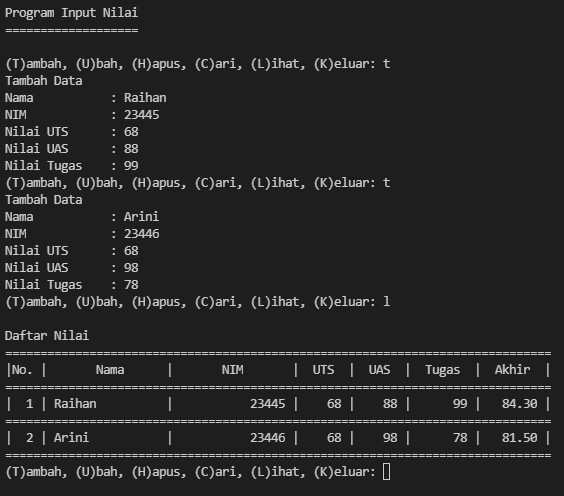 Program Input Nilai
===================
(T)ambah, (U)bah, (H)apus, (C)ari, (L)ihat, (K)eluar: t
Tambah Data
Nama           : Raihan
NIM            : 23445
Nilai UTS      : 68
Nilai UAS      : 88
Nilai Tugas    : 99
(T)ambah, (U)bah, (H)apus, (C)ari, (L)ihat, (K)eluar: t
Tambah Data
Nama           : Arini
NIM            : 23446
Nilai UTS      : 68
Nilai UAS      : 98
Nilai Tugas    : 78
(T)ambah, (U)bah, (H)apus, (C)ari, (L)ihat, (K)eluar: l
Daftar Nilai
==============================================================================
|No. |       Nama      |       NIM       |  UTS  |  UAS  |  Tugas  |  Akhir  |
==============================================================================
|  1 | Raihan          |           23445 |    68 |    88 |      99 |   84.30 |
==============================================================================
|  2 | Arini           |           23446 |    68 |    98 |      78 |   81.50 |
==============================================================================
(T)ambah, (U)bah, (H)apus, (C)ari, (L)ihat, (K)eluar: